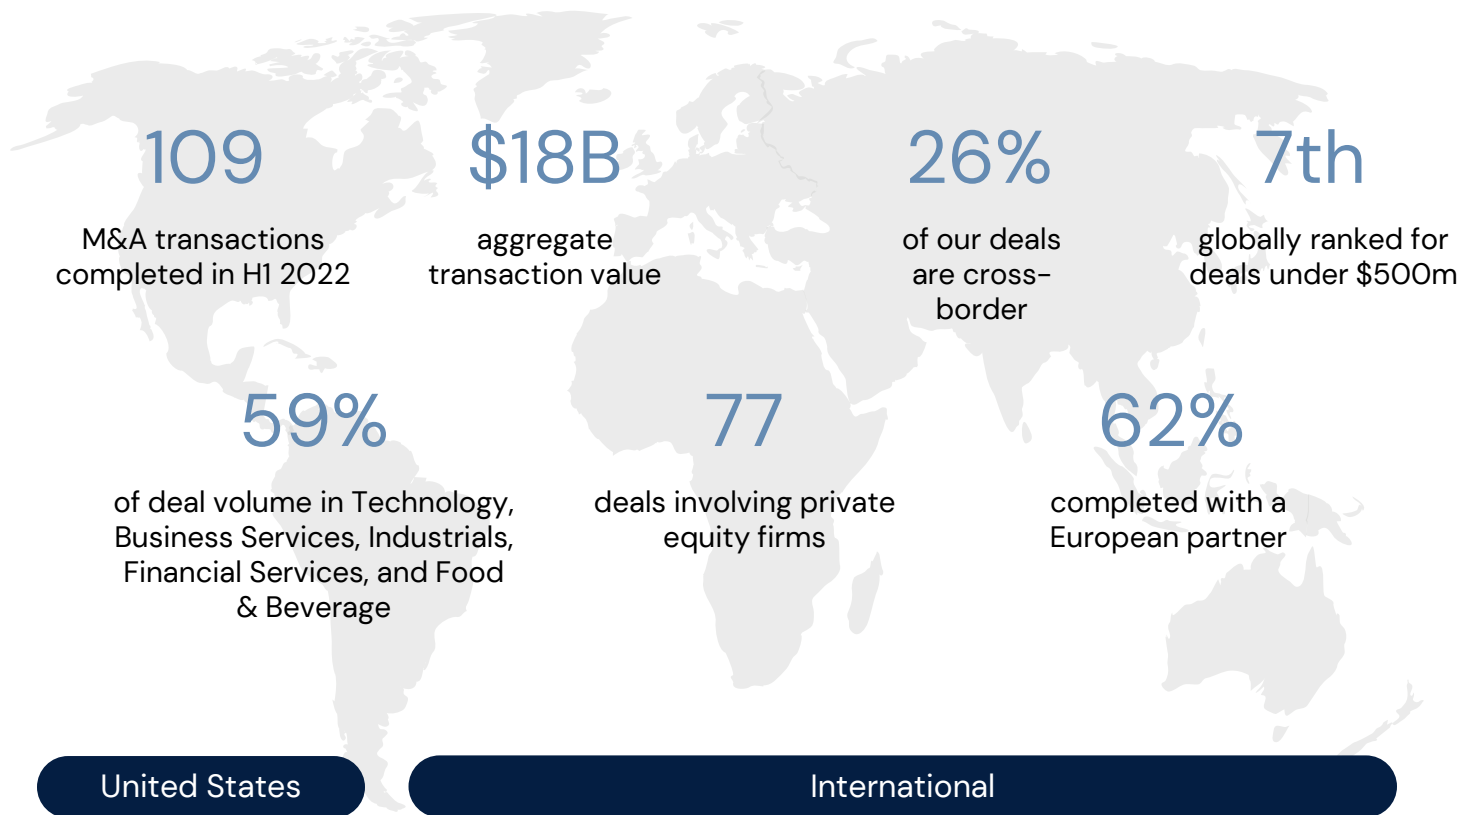 109
M&A transactions
completed in H1 2022
$18B
aggregate
transaction value
26%
of our deals
are cross-
border
7th
globally ranked for
deals under $500m
59%
of deal volume in Technology,
Business Services, Industrials,
Financial Services, and Food
& Beverage
77
deals involving private
equity firms
62%
completed with a
European partner
United States
International